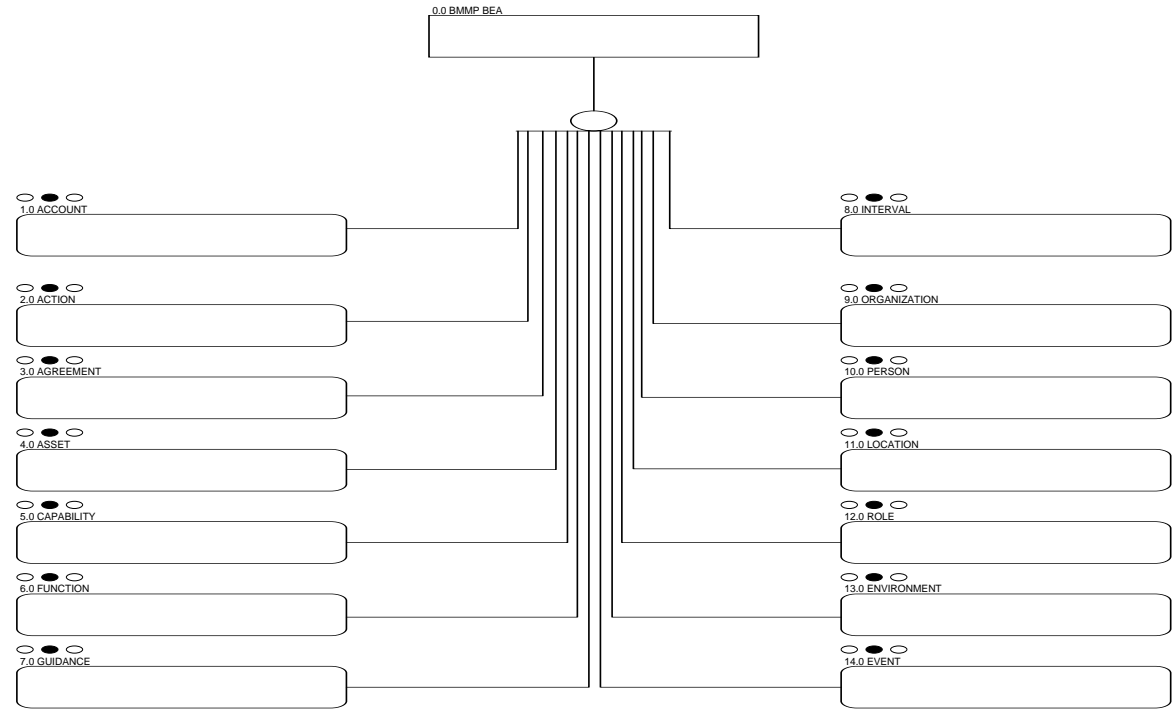 0.0 BMMP BEA
1.0 ACCOUNT
2.0 ACTION
3.0 AGREEMENT
4.0 ASSET
5.0 CAPABILITY
6.0 FUNCTION
7.0 GUIDANCE
8.0 INTERVAL
9.0 ORGANIZATION
10.0 PERSON
11.0 LOCATION
12.0 ROLE
13.0 ENVIRONMENT
14.0 EVENT